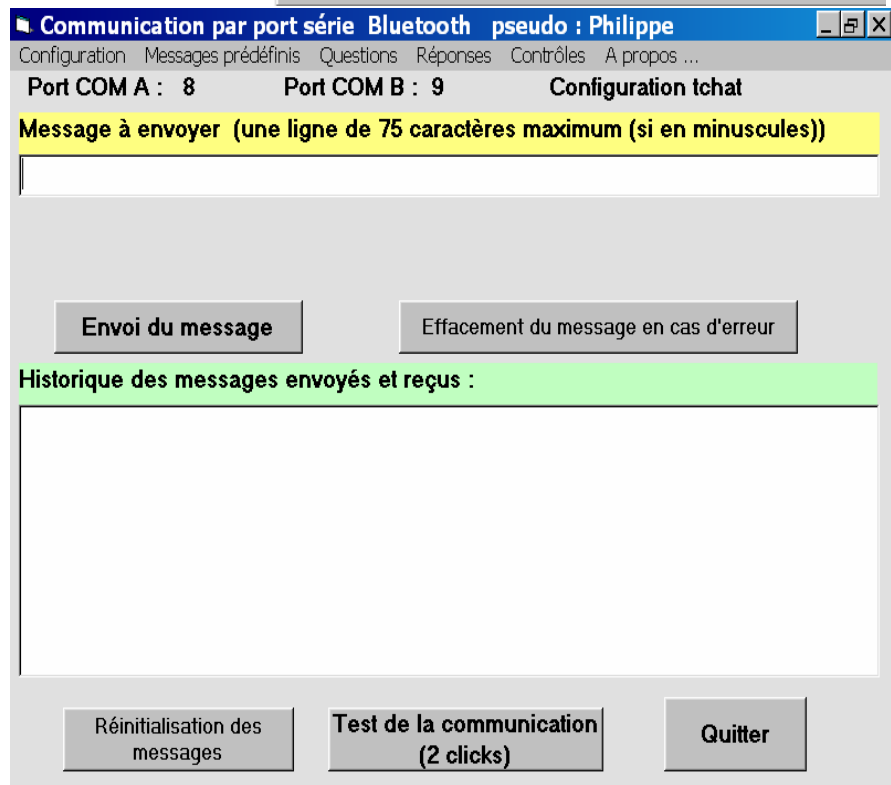 Communication par port série Bluetooth pseudo : Philippe
Configuration Messages prédéfinis Questions Réponses Contrôles A propos ...
Port COM A : 8 Port COM B : 9 Configuration tchat
Message à envoyer (une ligne de 75 caractères maximum (si en minuscules))
Envoi du message Effacement du message en cas d'erreur
Historique des messages envoyés et reçus :
Réinitialisation des
messages
Test de la communication
(2 clicks)
Quitter